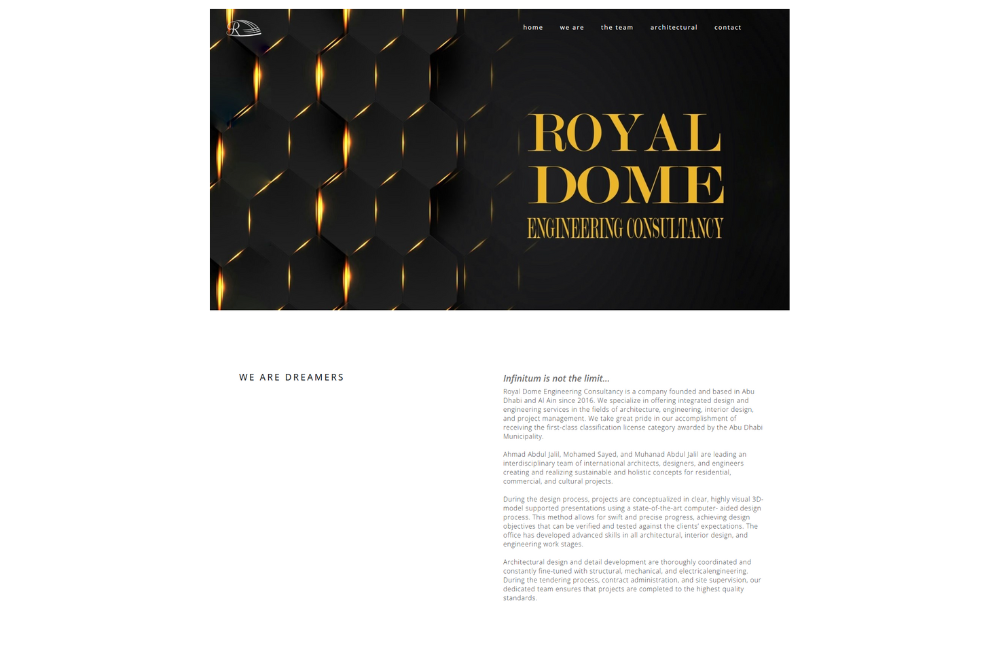 R
home we are the team architectural contact
ROYAL
DOME
ENGINEERING CONSULTANCY
WE ARE DREAMERS
Infinitum is not the limit...
Royal Dome Engineering Consultancy is a company founded and based in Abu
Dhabi and Al Ain since 2016. We specialize in offering integrated design and
engineering services in the fields of architecture, engineering, interior design,
and project management. We take great pride in our accomplishment of
receiving the first-class classification license category awarded by the Abu Dhabi
Municipality.
Ahmad Abdul Jalil, Mohamed Sayed, and Muhanad Abdul Jalil are leading an
interdisciplinary team of international architects, designers, and engineers
creating and realizing sustainable and holistic concepts for residential,
commercial, and cultural projects.
During the design process, projects are conceptualized in clear, highly visual 3D-
model supported presentations using a state-of-the-art computer- aided design
process. This method allows for swift and precise progress, achieving design
objectives that can be verified and tested against the clients' expectations. The
office has developed advanced skills in all architectural, interior design, and
engineering work stages.
Architectural design and detail development are thoroughly coordinated and
constantly fine-tuned with structural, mechanical, and electricalengineering.
During the tendering process, contract administration, and site supervision, our
dedicated team ensures that projects are completed to the highest quality
standards.